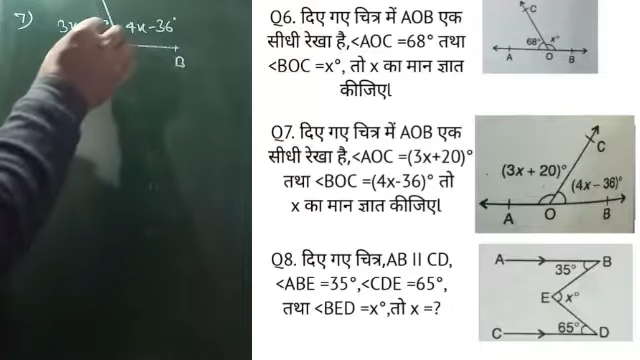 7)
4x-36°
B
Q6. दिए गए चित्र में AOB एक
सीधी रेखा है,<AOC =68° तथा
<BOC=x°, तो x का मान ज्ञात
कीजिए।
C
68°
x°
A
O
B
Q7. दिए गए चित्र में AOB एक
सीधी रेखा है,<AOC =(3x+20)°
तथा <BOC =(4x-36)° तो
x का मान ज्ञात कीजिए।
C
(3x + 20)°
(4x – 36)°
A
O
B
Q8. दिए गए चित्र,AB II CD,
<ABE =35°,<CDE =65°,
तथा <BED =x°,तो x =?
A
B
35°
E
x°
65°
C
D